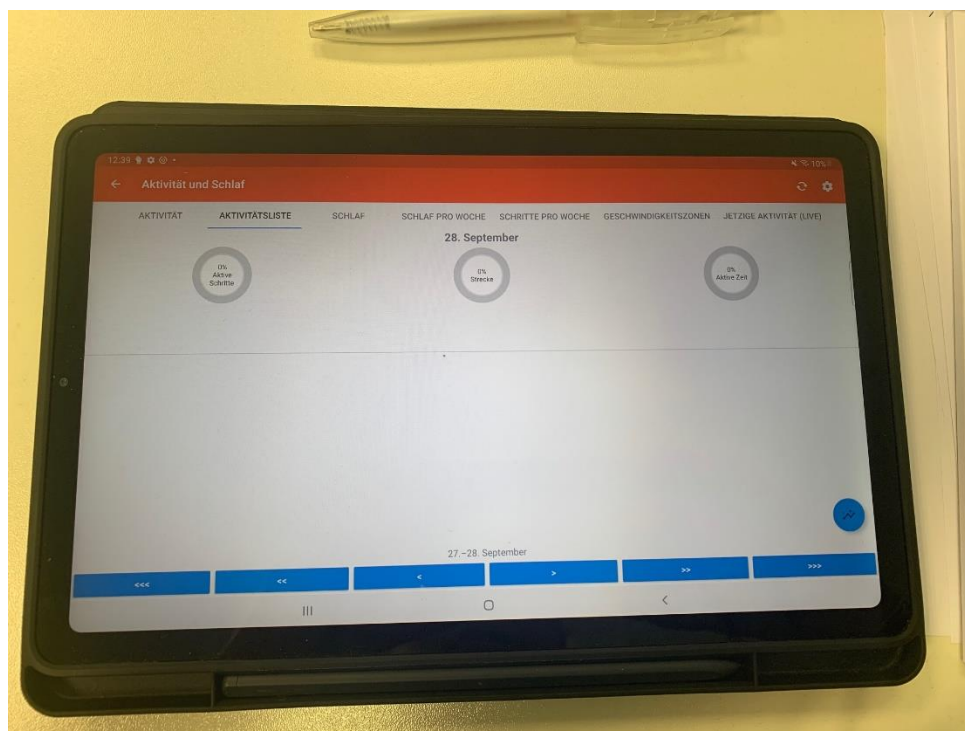 12:39
10%
Aktivität und Schlaf
AKTIVITÄT AKTIVITÄTSLISTE SCHLAF SCHLAF PRO WOCHE SCHRITTE PRO WOCHE GESCHWINDIGKEITSZONEN JETZIGE AKTIVITÄT (LIVE)
28. September
0%
Aktive
Schritte
0%
Strecke
0%
Aktive Zeit
27.–28. September
<<< << < > >> >>>